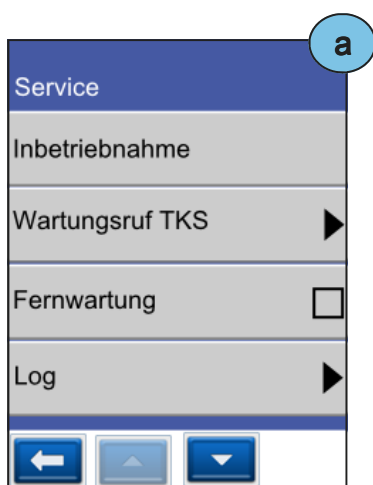 a
Service
Inbetriebnahme
Wartungsruf TKS
Fernwartung
Log